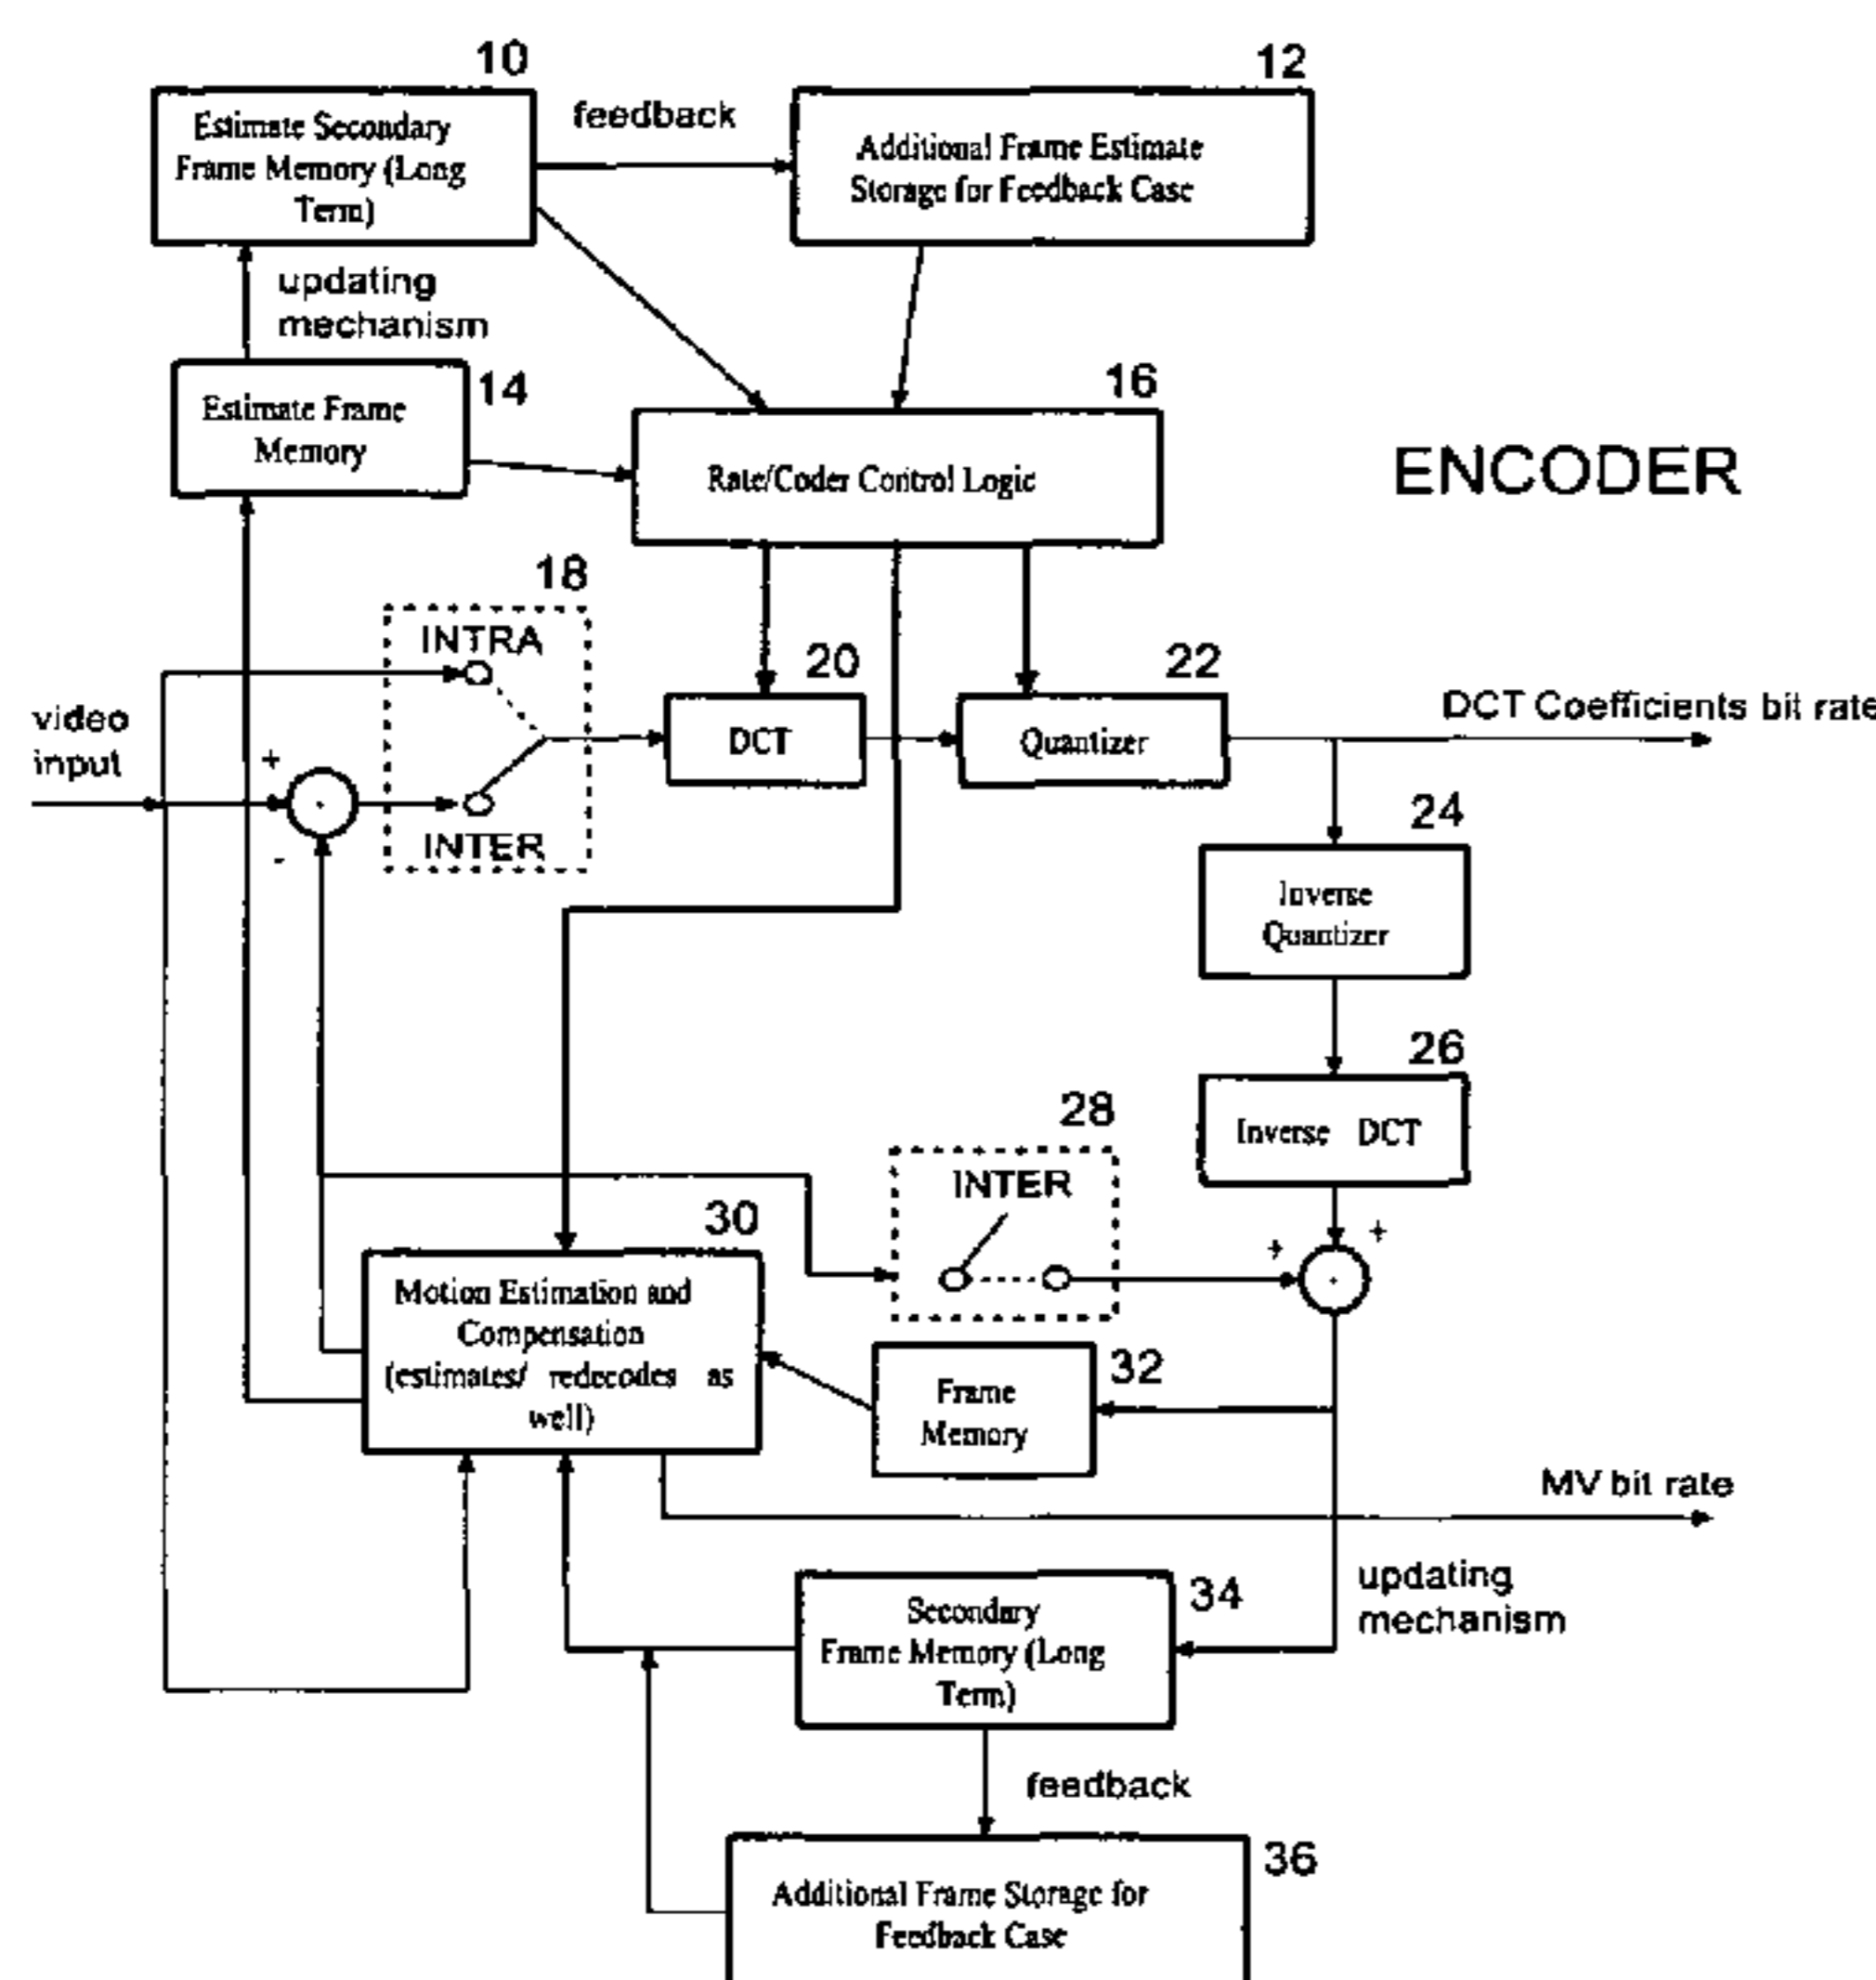 10
12
Estimate Secondary
Frame Memory (Long
Term)
feedback
Additional Frame Estimate
Storage for Feedback Case
updating
mechanism
14
Estimate Frame
Memory
16
Rate/Coder Control Logic
ENCODER
18
INTRA
INTER
20
DCT
22
Quantizer
DCT Coefficients bit rate
video
input
+
-
24
Inverse
Quantizer
26
Inverse DCT
28
INTER
+
+
30
Motion Estimation and
Compensation
(estimates/ redecodes as
well)
32
Frame
Memory
MV bit rate
34
Secondary
Frame Memory (Long
Term)
updating
mechanism
feedback
36
Additional Frame Storage for
Feedback Case